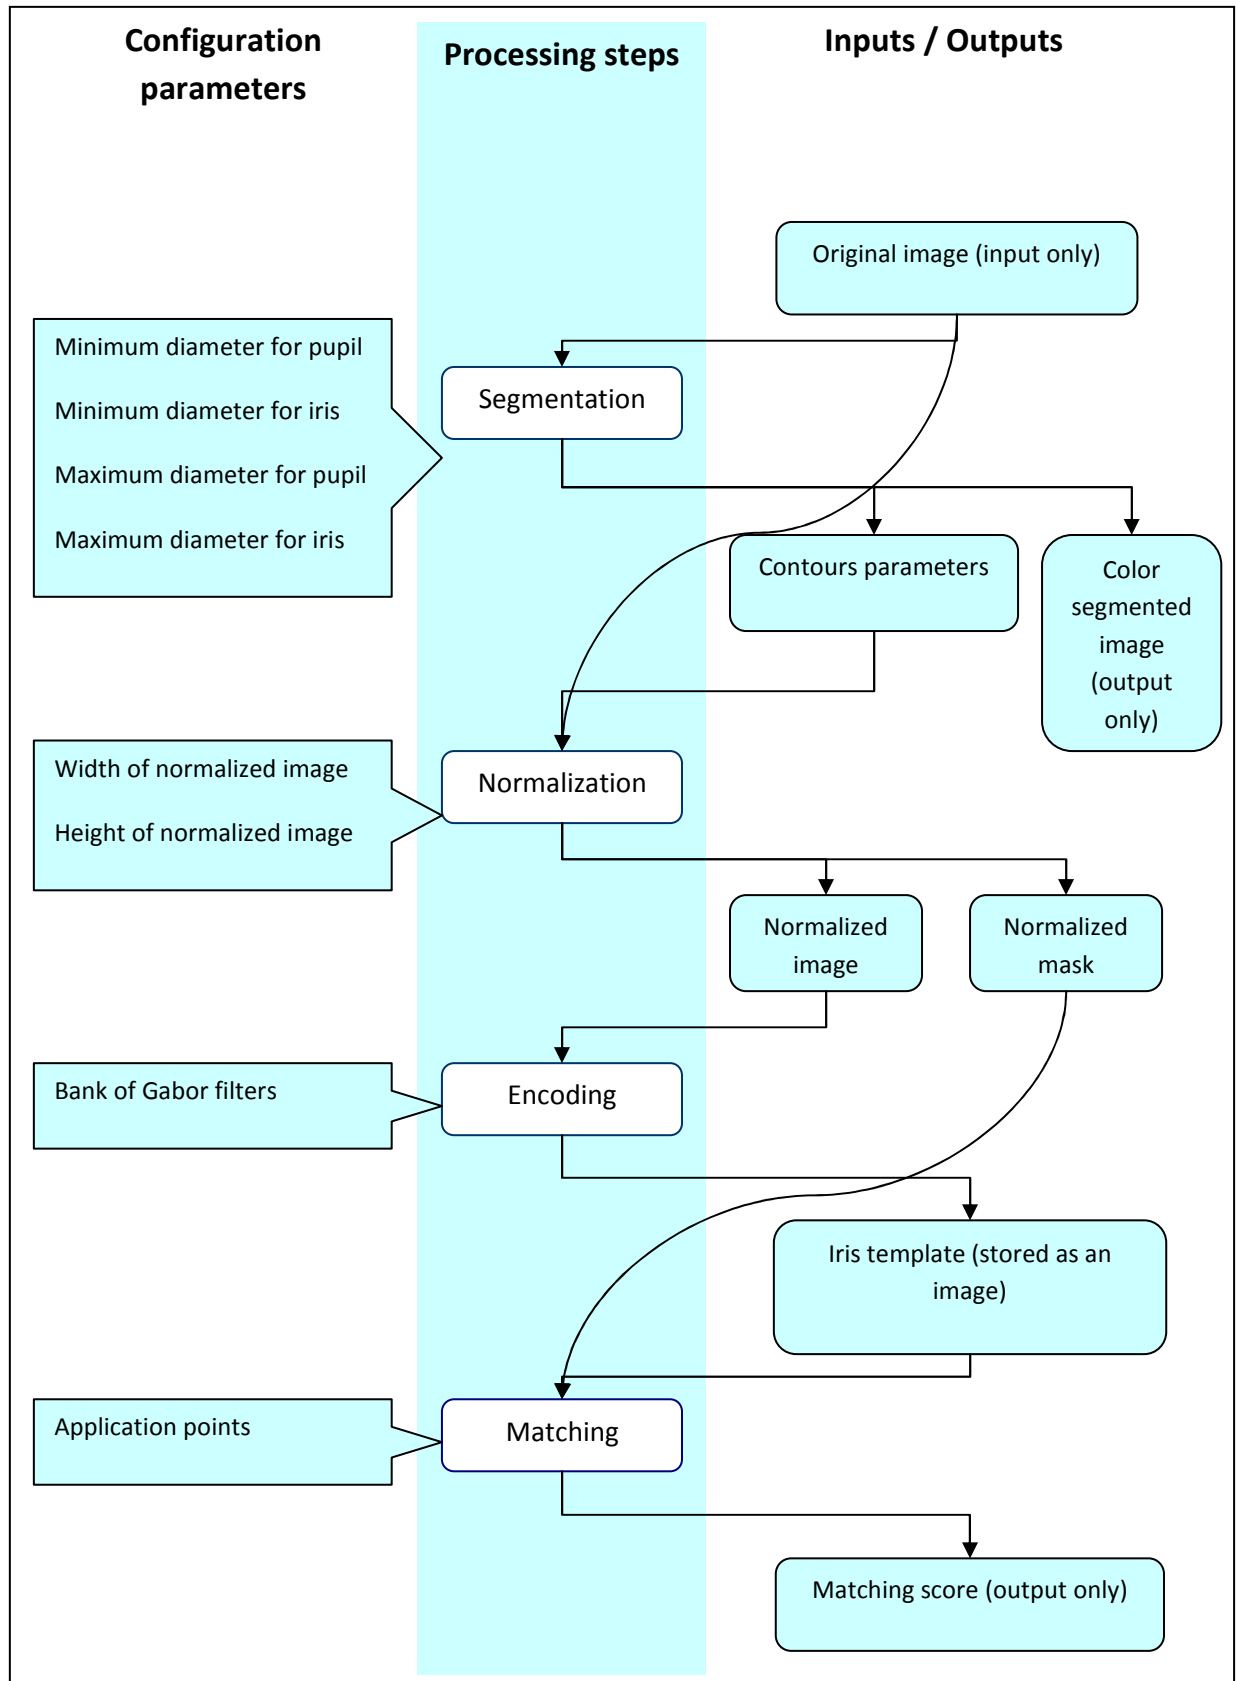 Configuration
parameters
Processing steps
Inputs / Outputs
Original image (input only)
Minimum diameter for pupil
Minimum diameter for iris
Maximum diameter for pupil
Maximum diameter for iris
Segmentation
Contours parameters
Color
segmented
image
(output
only)
Width of normalized image
Height of normalized image
Normalization
Normalized
image
Normalized
mask
Bank of Gabor filters
Encoding
Iris template (stored as an
image)
Application points
Matching
Matching score (output only)